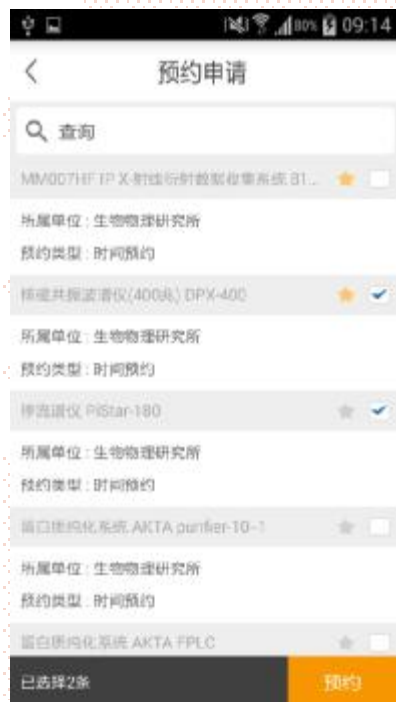 80% 09:14
预约申请
查询
MM007HF IP X-射线衍射数据收集系统 81...
所属单位 : 生物物理研究所
预约类型 : 时间预约
核磁共振波谱仪(400兆) DPX-400
所属单位 : 生物物理研究所
预约类型 : 时间预约
停流谱仪 PiStar-180
所属单位 : 生物物理研究所
预约类型 : 时间预约
蛋白质纯化系统 AKTA purifier-10-1
所属单位 : 生物物理研究所
预约类型 : 时间预约
蛋白质纯化系统 AKTA FPLC
已选择2条
预约